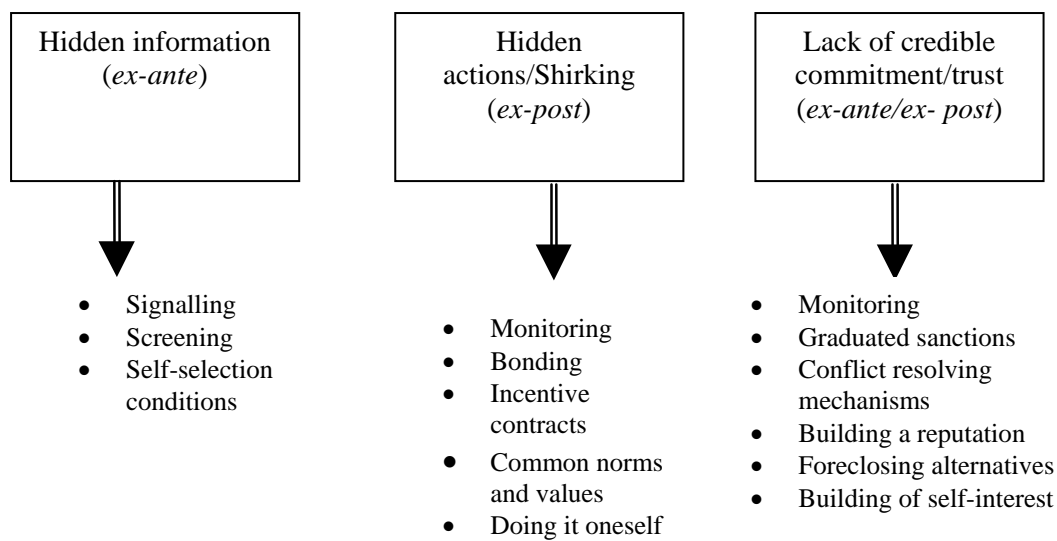 Hidden information
(ex-ante)
• Signalling
• Screening
• Self-selection
conditions
Hidden
actions/Shirking
(ex-post)
• Monitoring
• Bonding
• Incentive
contracts
• Common norms
and values
• Doing it oneself
Lack of credible
commitment/trust
(ex-ante/ex- post)
• Monitoring
• Graduated sanctions
• Conflict resolving
mechanisms
• Building a reputation
• Foreclosing alternatives
• Building of self-interest